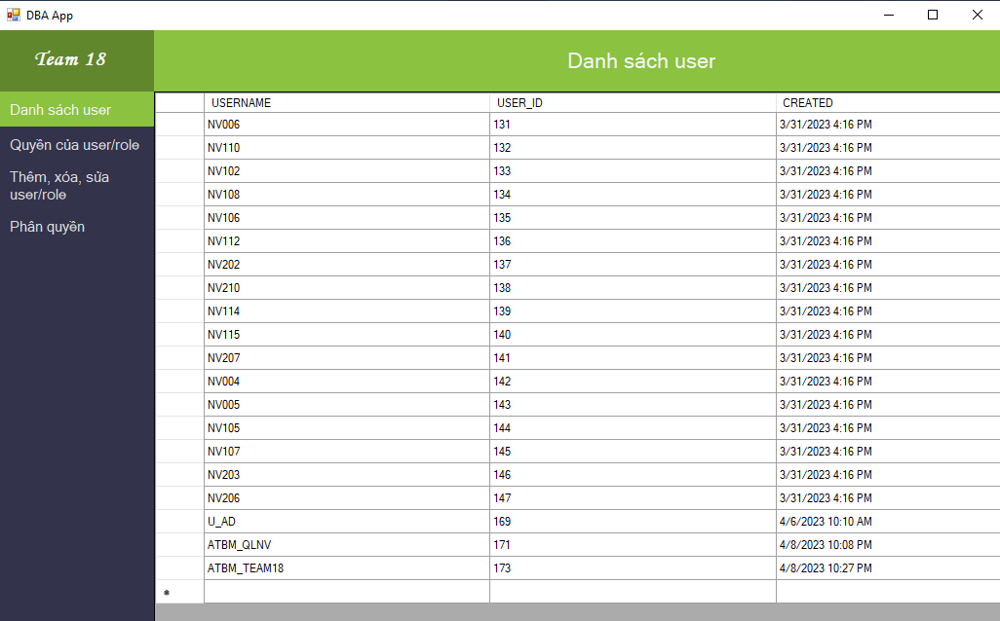 DBA App
Team 18
Danh sách user
Danh sách user
Quyền của user/role
Thêm, xóa, sửa
user/role
Phân quyền
USERNAME USER_ID CREATED
NV006 131 3/31/2023 4:16 PM
NV110 132 3/31/2023 4:16 PM
NV102 133 3/31/2023 4:16 PM
NV108 134 3/31/2023 4:16 PM
NV106 135 3/31/2023 4:16 PM
NV112 136 3/31/2023 4:16 PM
NV202 137 3/31/2023 4:16 PM
NV210 138 3/31/2023 4:16 PM
NV114 139 3/31/2023 4:16 PM
NV115 140 3/31/2023 4:16 PM
NV207 141 3/31/2023 4:16 PM
NV004 142 3/31/2023 4:16 PM
NV005 143 3/31/2023 4:16 PM
NV105 144 3/31/2023 4:16 PM
NV107 145 3/31/2023 4:16 PM
NV203 146 3/31/2023 4:16 PM
NV206 147 3/31/2023 4:16 PM
U_AD 169 4/6/2023 10:10 AM
ATBM_QLNV 171 4/8/2023 10:08 PM
ATBM_TEAM18 173 4/8/2023 10:27 PM
*